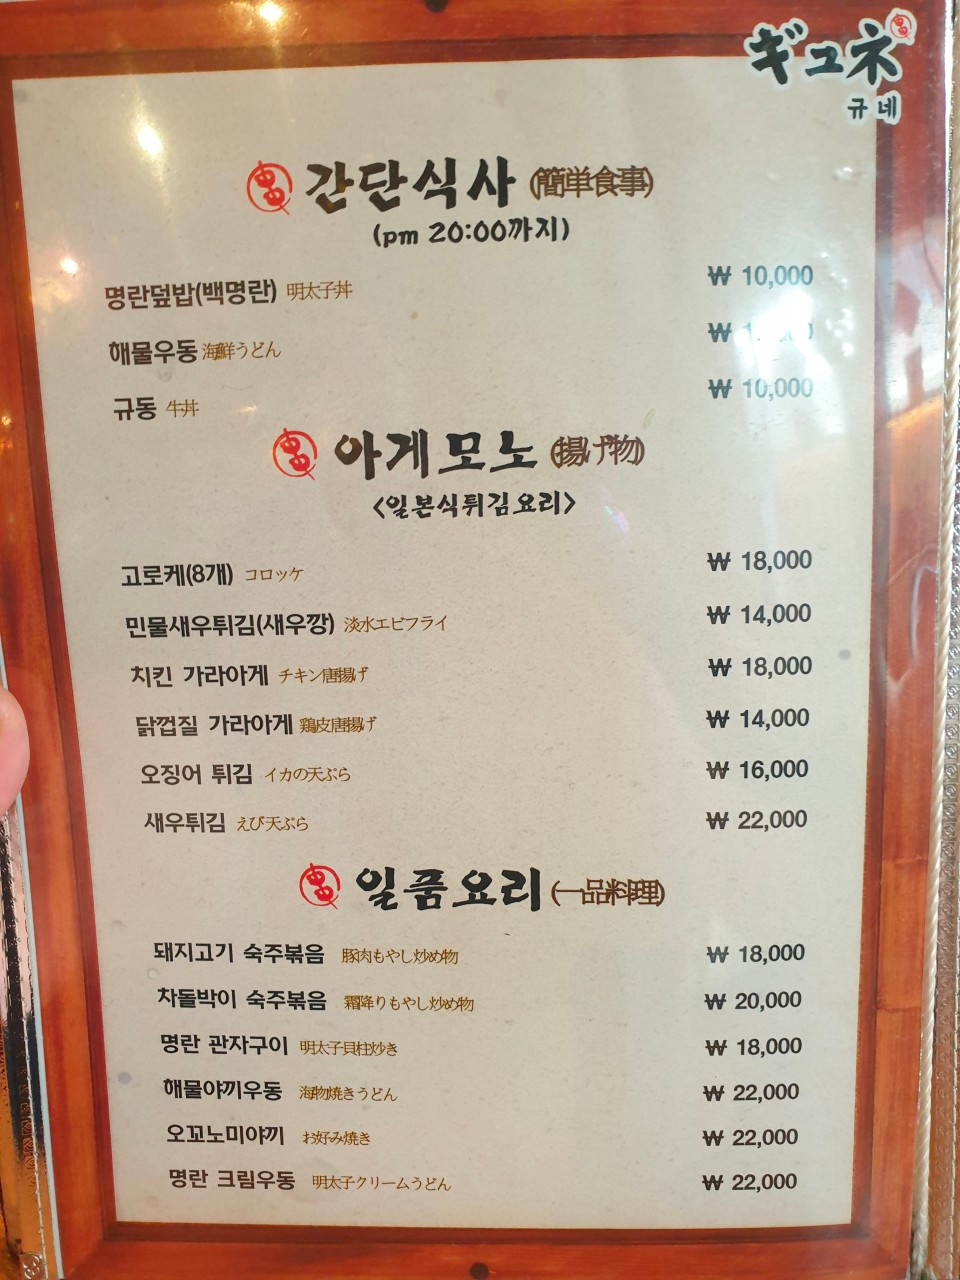 ギュネ
규네
간단식사 (簡単食事)
(pm 20:00까지)
명란덮밥(백명란) 明太子丼 ₩ 10,000
해물우동 海鮮うどん ₩
규동 牛丼 ₩ 10,000
아게모노 (揚げ物)
<일본식튀김요리>
고로케(8개) コロッケ ₩ 18,000
민물새우튀김(새우깡) 淡水エビフライ ₩ 14,000
치킨 가라아게 チキン唐揚げ ₩ 18,000
닭껍질 가라아게 鶏皮唐揚げ ₩ 14,000
오징어 튀김 イカの天ぷら ₩ 16,000
새우튀김 えび天ぷら ₩ 22,000
일품요리 (一品料理)
돼지고기 숙주볶음 豚肉もやし炒め物 ₩ 18,000
차돌박이 숙주볶음 霜降りもやし炒め物 ₩ 20,000
명란 관자구이 明太子貝柱炒き ₩ 18,000
해물야끼우동 海物焼きうどん ₩ 22,000
오꼬노미야끼 お好み焼き ₩ 22,000
명란 크림우동 明太子クリームうどん ₩ 22,000